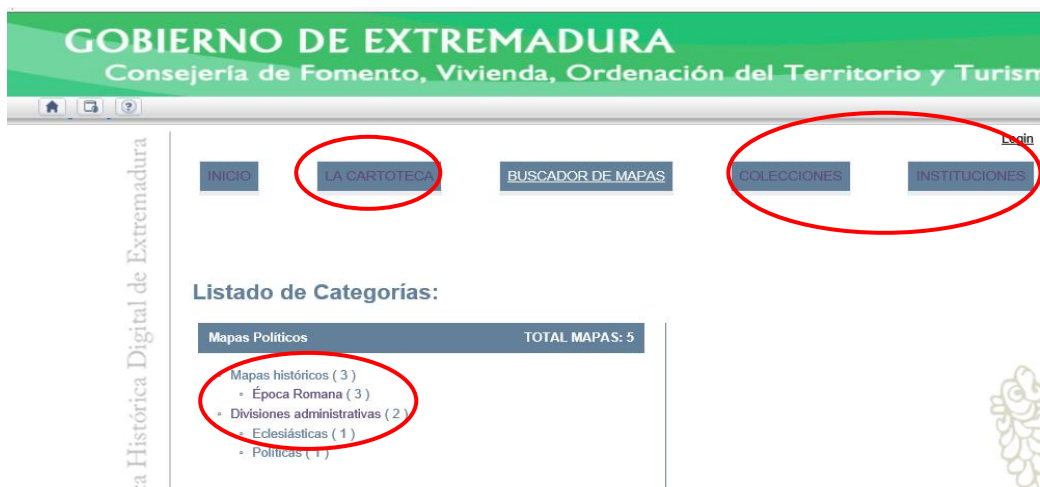 GOBIERNO DE EXTREMADURA
Consejería de Fomento, Vivienda, Ordenación del Territorio y Turism
Login
INICIO LA CARTOTECA BUSCADOR DE MAPAS COLECCIONES INSTITUCIONES
Listado de Categorías:
Mapas Políticos TOTAL MAPAS: 5
Mapas históricos ( 3 )
Época Romana ( 3 )
Divisiones administrativas ( 2 )
Eclesiásticas ( 1 )
Políticas ( 1 )
a Histórica Digital de Extremadura